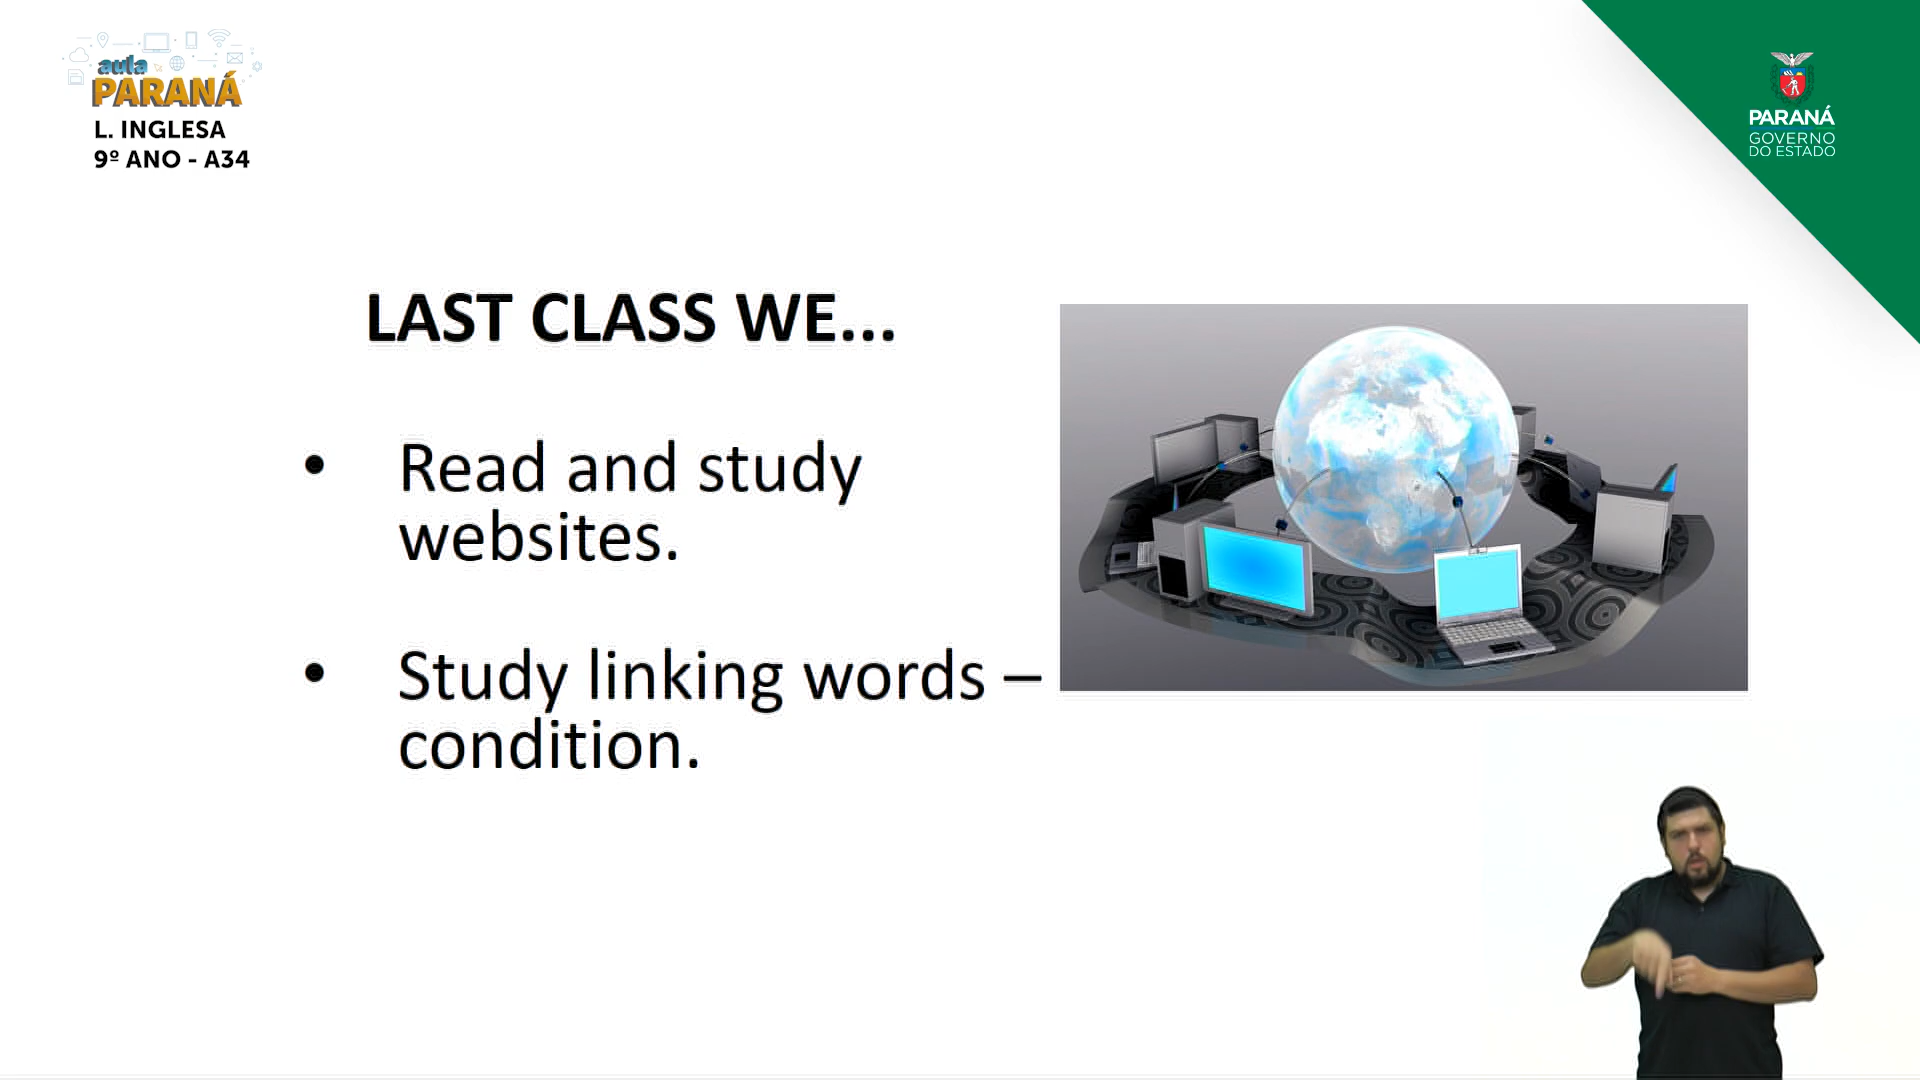 aula
PARANÁ
L. INGLESA
9º ANO - A34
PARANÁ
GOVERNO
DO ESTADO
LAST CLASS WE...
• Read and study
websites.
• Study linking words –
condition.